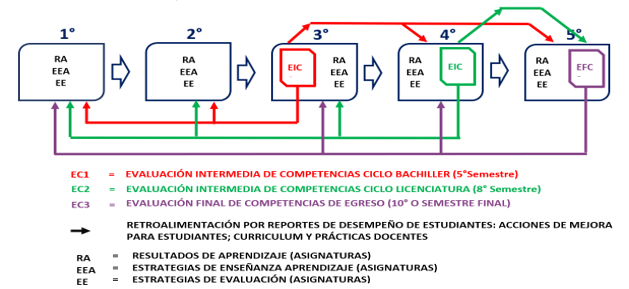 1° 2° 3° 4° 5°
RA RA EIC RA RA EIC RA EFC
EEA EEA EEA EEA EEA
EE EE EE EE EE
EC1 = EVALUACIÓN INTERMEDIA DE COMPETENCIAS CICLO BACHILLER (5°Semestre)
EC2 = EVALUACIÓN INTERMEDIA DE COMPETENCIAS CICLO LICENCIATURA (8° Semestre)
EC3 = EVALUACIÓN FINAL DE COMPETENCIAS DE EGRESO (10° O SEMESTRE FINAL)
RETROALIMENTACIÓN POR REPORTES DE DESEMPEÑO DE ESTUDIANTES: ACCIONES DE MEJORA
PARA ESTUDIANTES; CURRICULUM Y PRÁCTICAS DOCENTES
RA = RESULTADOS DE APRENDIZAJE (ASIGNATURAS)
EEA = ESTRATEGIAS DE ENSEÑANZA APRENDIZAJE (ASIGNATURAS)
EE = ESTRATEGIAS DE EVALUACIÓN (ASIGNATURAS)